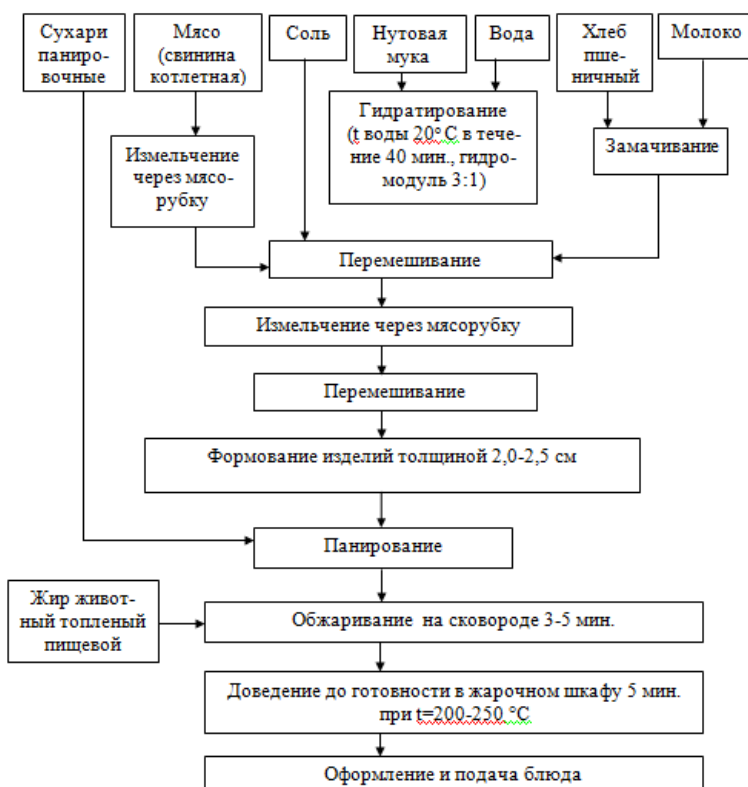 Сухари
паниро-
вочные
Мясо
(свинина
котлетная)
Соль
Нутовая
мука
Вода
Хлеб
пше-
ничный
Молоко
Гидратирование
(t воды 20°С в тече-
ние 40 мин., гидро-
модуль 3:1)
Измельчение
через мясо-
рубку
Замачивание
Перемешивание
Измельчение через мясорубку
Перемешивание
Формование изделий толщиной 2,0-2,5 см
Панирование
Жир живот-
ный топленый
пищевой
Обжаривание на сковороде 3-5 мин.
Доведение до готовности в жарочном шкафу 5 мин.
при t=200-250 °С
Оформление и подача блюда